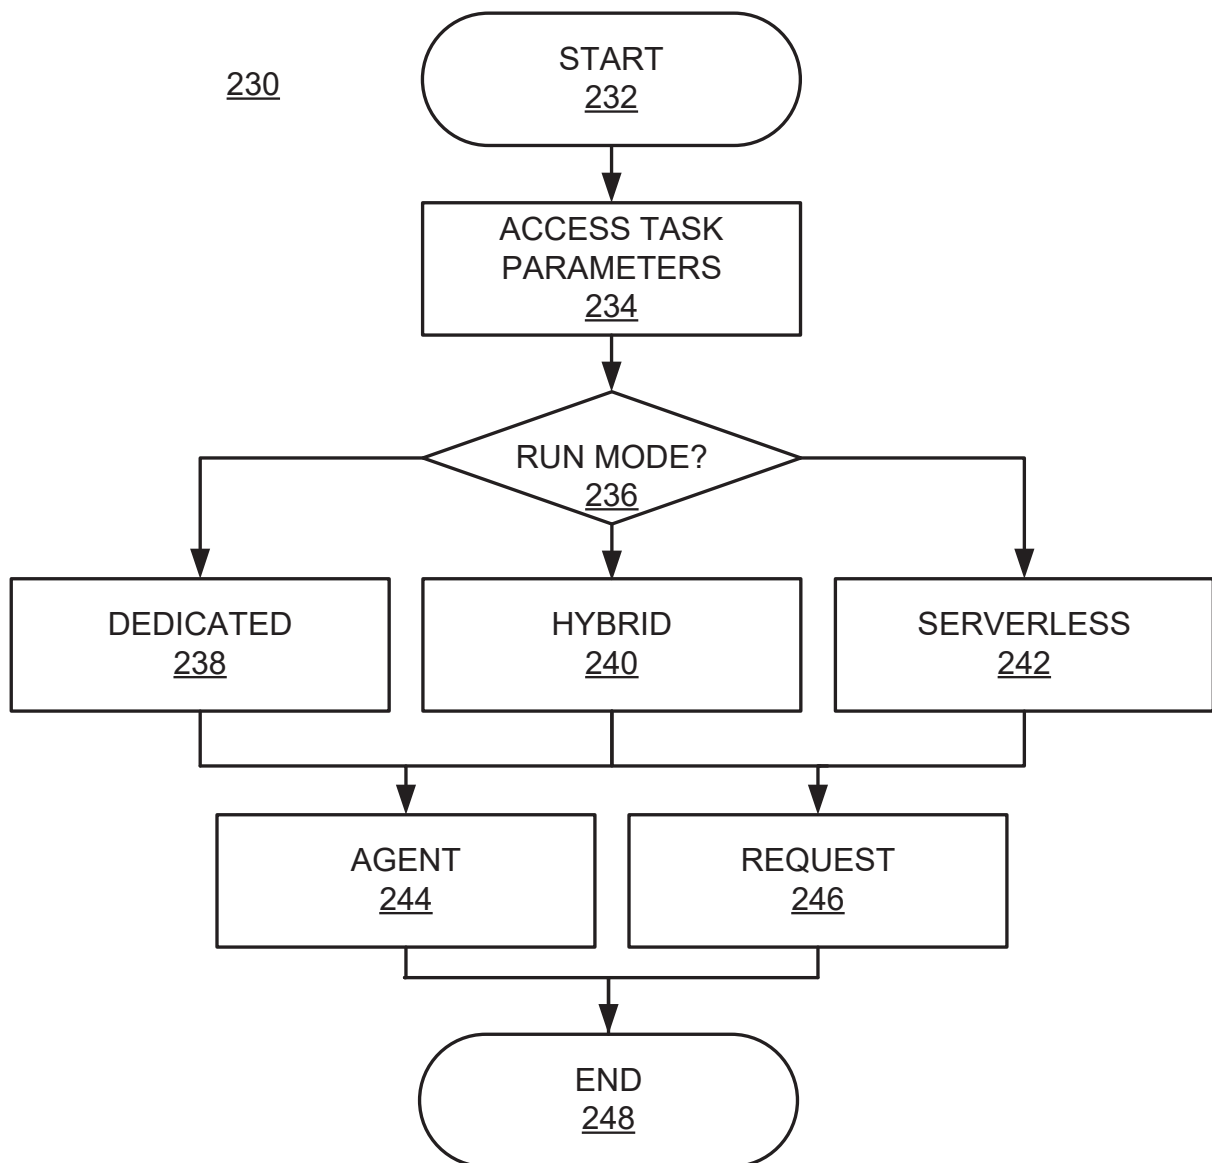 START
232
230
ACCESS TASK
PARAMETERS
234
RUN MODE?
236
DEDICATED
238
HYBRID
240
SERVERLESS
242
AGENT
244
REQUEST
246
END
248